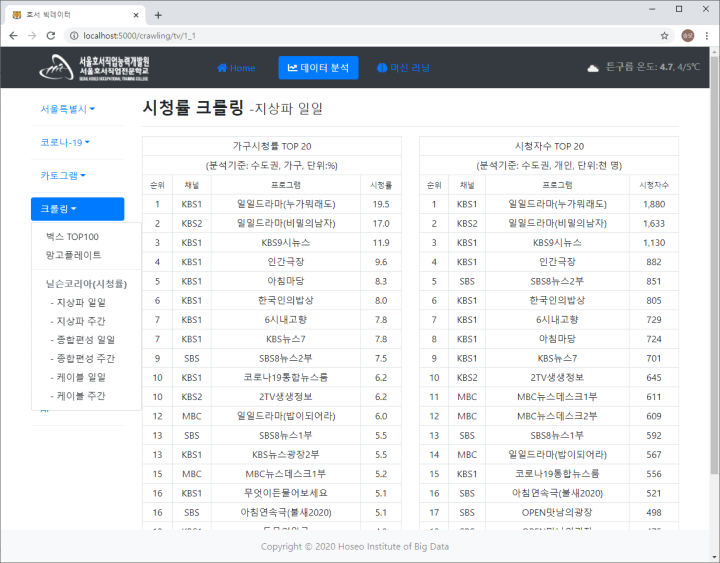 호서 빅데이터
localhost:5000/crawling/tv/1_1
서울호서직업능력개발원
서울호서직업전문학교
Home
데이터 분석
머신 러닝
튼구름 온도: 4.7, 4/5℃
서울특별시
코로나-19
카토그램
크롤링
벅스 TOP100
망고플레이트
닐슨코리아(시청률)
- 지상파 일일
- 지상파 주간
- 종합편성 일일
- 종합편성 주간
- 케이블 일일
- 케이블 주간
시청률 크롤링 -지상파 일일
가구시청률 TOP 20
(분석기준: 수도권, 가구, 단위:%)
순위 채널 프로그램 시청률
1 KBS1 일일드라마(누가뭐래도) 19.5
2 KBS2 일일드라마(비밀의남자) 17.0
3 KBS1 KBS9시뉴스 11.9
4 KBS1 인간극장 9.6
5 KBS1 아침마당 8.3
6 KBS1 한국인의밥상 8.0
7 KBS1 6시내고향 7.8
7 KBS1 KBS뉴스7 7.8
9 SBS SBS8뉴스2부 7.5
10 KBS1 코로나19통합뉴스룸 6.2
10 KBS2 2TV생생정보 6.2
12 MBC 일일드라마(밥이되어라) 6.0
13 SBS SBS8뉴스1부 5.5
13 KBS1 KBS뉴스광장2부 5.5
15 MBC MBC뉴스데스크1부 5.2
16 KBS1 무엇이든물어보세요 5.1
16 SBS 아침연속극(불새2020) 5.1
시청자수 TOP 20
(분석기준: 수도권, 개인, 단위:천 명)
순위 채널 프로그램 시청자수
1 KBS1 일일드라마(누가뭐래도) 1,880
2 KBS2 일일드라마(비밀의남자) 1,633
3 KBS1 KBS9시뉴스 1,130
4 KBS1 인간극장 882
5 SBS SBS8뉴스2부 851
6 KBS1 한국인의밥상 805
7 KBS1 6시내고향 729
8 KBS1 아침마당 724
9 KBS1 KBS뉴스7 701
10 KBS2 2TV생생정보 645
11 MBC MBC뉴스데스크1부 611
12 MBC MBC뉴스데스크2부 609
13 SBS SBS8뉴스1부 592
14 MBC 일일드라마(밥이되어라) 567
15 KBS1 코로나19통합뉴스룸 556
16 SBS 아침연속극(불새2020) 521
17 SBS OPEN맛남의광장 498
Copyright © 2020 Hoseo Institute of Big Data